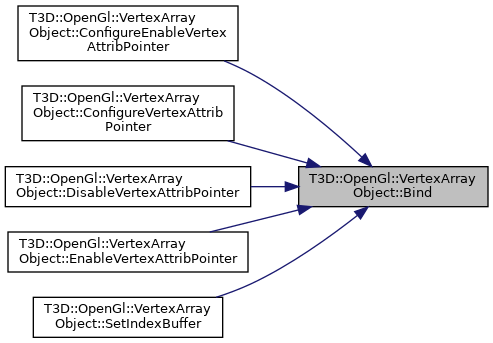 T3D::OpenGl::VertexArray
Object::ConfigureEnableVertex
AttribPointer
T3D::OpenGl::VertexArray
Object::ConfigureVertexAttrib
Pointer
T3D::OpenGl::VertexArray
Object::DisableVertexAttribPointer
T3D::OpenGl::VertexArray
Object::Bind
T3D::OpenGl::VertexArray
Object::EnableVertexAttribPointer
T3D::OpenGl::VertexArray
Object::SetIndexBuffer